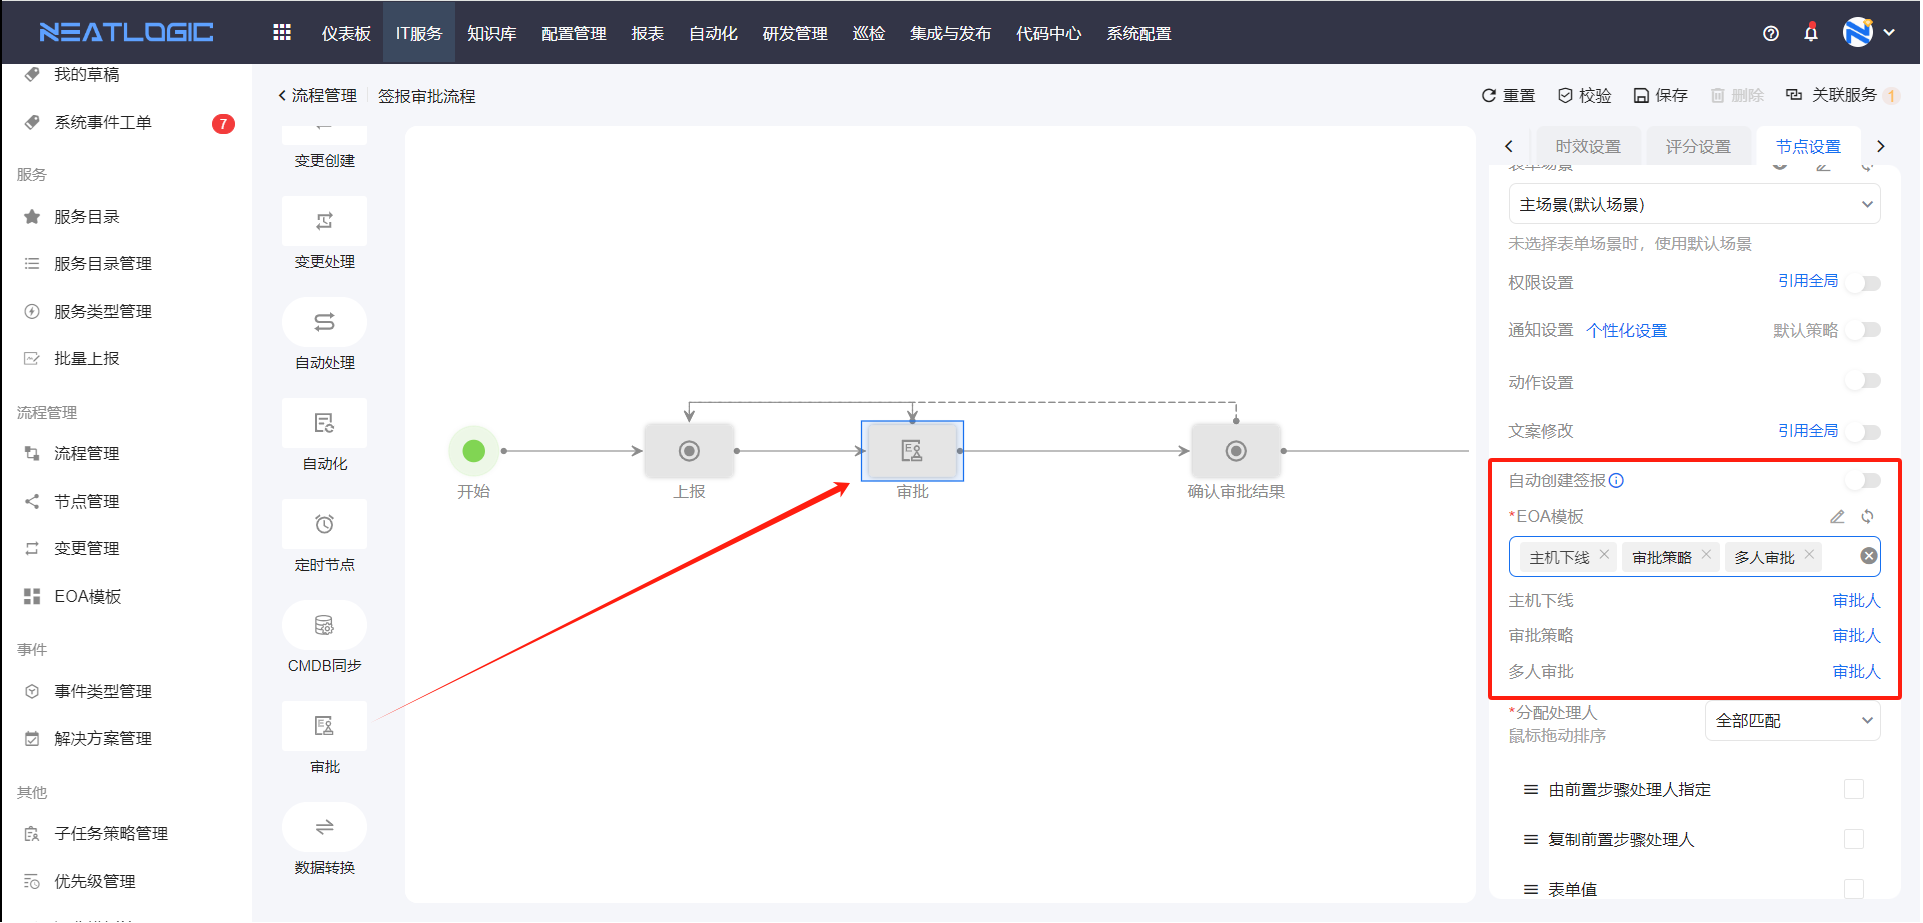 NEATLOGIC
仪表板
IT服务
知识库
配置管理
报表
自动化
研发管理
巡检
集成与发布
代码中心
系统配置
我的草稿
系统事件工单
7
服务
服务目录
服务目录管理
服务类型管理
批量上报
流程管理
流程管理
节点管理
变更管理
EOA模板
事件
事件类型管理
解决方案管理
其他
子任务策略管理
优先级管理
流程管理
签报审批流程
重置
校验
保存
删除
关联服务
1
变更创建
变更处理
自动处理
自动化
定时节点
CMDB同步
审批
数据转换
开始
上报
审批
确认审批结果
时效设置
评分设置
节点设置
表单场景
主场景(默认场景)
未选择表单场景时，使用默认场景
权限设置
引用全局
通知设置
个性化设置
默认策略
动作设置
文案修改
引用全局
自动创建签报
*EOA模板
主机下线
审批策略
多人审批
主机下线
审批人
审批策略
审批人
多人审批
审批人
*分配处理人
鼠标拖动排序
全部匹配
由前置步骤处理人指定
复制前置步骤处理人
表单值